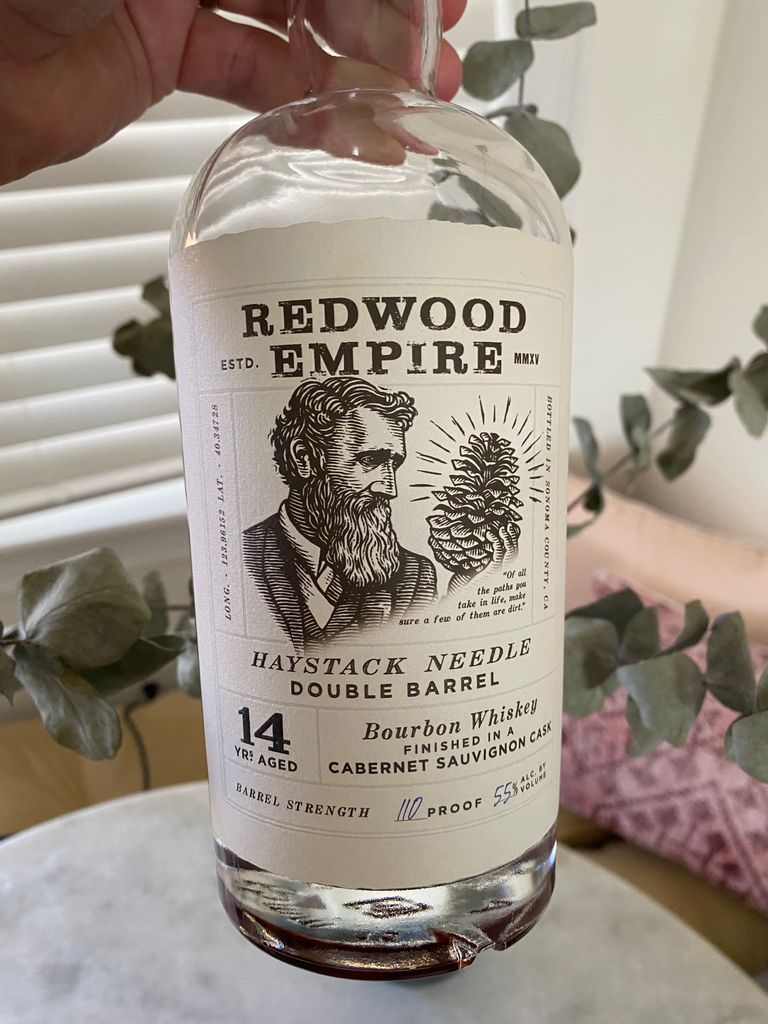 REDWOOD
ESTD. EMPIRE MMXV
LONG. - 123.96152 LAT. - 40.34728
BOTTLED IN SONOMA COUNTY, CA
"Of all
the paths you
take in life, make
sure a few of them are dirt."
HAYSTACK NEEDLE
DOUBLE BARREL
14
YRS AGED
Bourbon Whiskey
FINISHED IN A
CABERNET SAUVIGNON CASK
BARREL STRENGTH 110 PROOF 55% ALC. BY
VOLUME